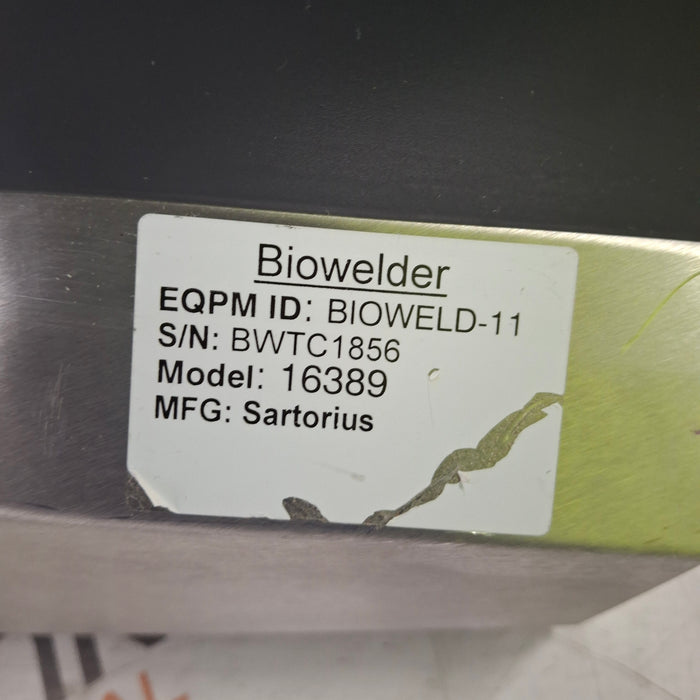 Biowelder
EQPM ID: BIOWELD-11
S/N: BWTC1856
Model: 16389
MFG: Sartorius